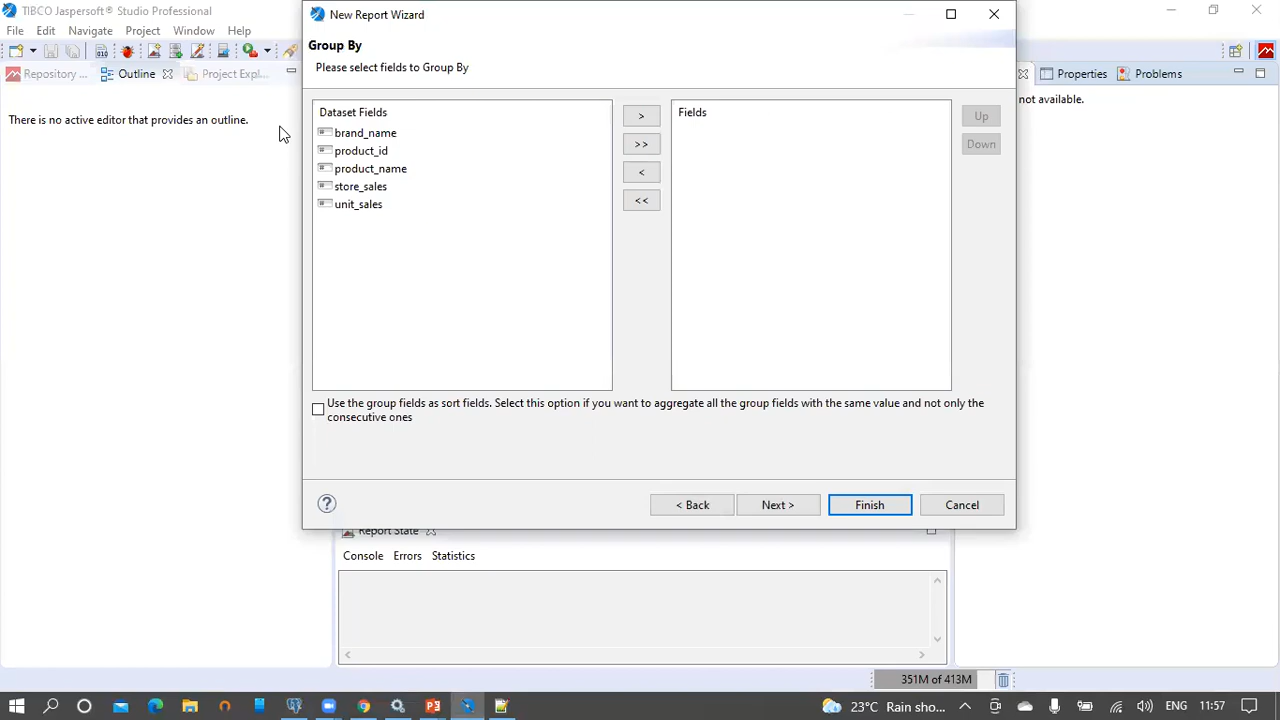 TIBCO Jaspersoft® Studio Professional
File Edit Navigate Project Window Help
Repository ... Outline Project Expl...
There is no active editor that provides an outline.
New Report Wizard
Group By
Please select fields to Group By
Dataset Fields
brand_name
product_id
product_name
store_sales
unit_sales
>
>>
<
<<
Fields
Up
Down
Use the group fields as sort fields. Select this option if you want to aggregate all the group fields with the same value and not only the
consecutive ones
?
< Back Next > Finish Cancel
Properties Problems
not available.
Report State
Console Errors Statistics
351M of 413M
23°C Rain sho... ENG 11:57